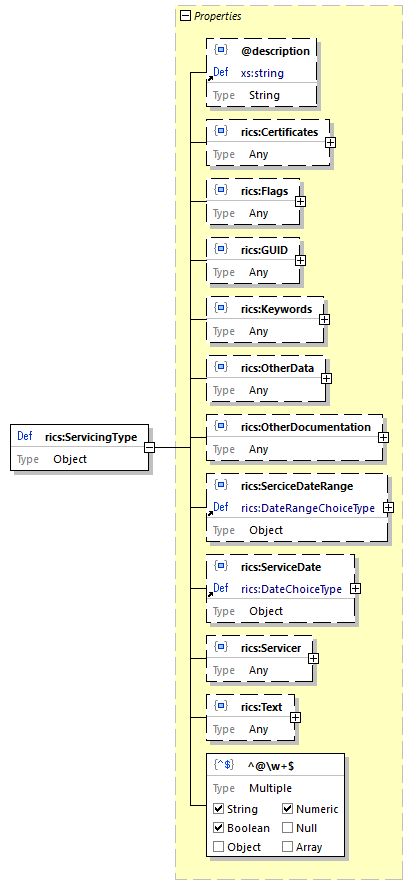 Properties
@description
Def xs:string
Type String
rics:Certificates
Type Any
rics:Flags
Type Any
rics:GUID
Type Any
rics:Keywords
Type Any
rics:OtherData
Type Any
Def rics:ServicingType
Type Object
rics:OtherDocumentation
Type Any
rics:SerciceDateRange
Def rics:DateRangeChoiceType
Type Object
rics:ServiceDate
Def rics:DateChoiceType
Type Object
rics:Servicer
Type Any
rics:Text
Type Any
{^$} ^@\w+$
Type Multiple
String Numeric
Boolean Null
Object Array